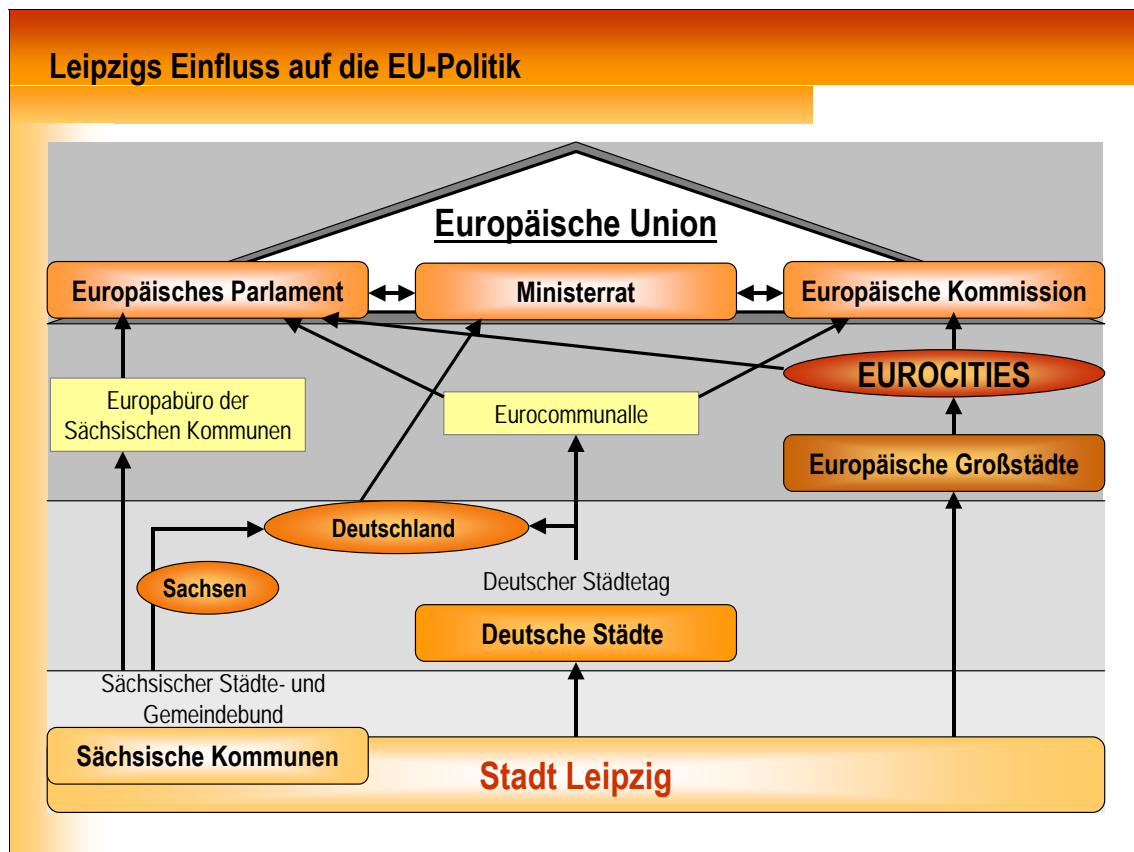 Leipzigs Einfluss auf die EU-Politik
Europäische Union
Europäisches Parlament
Ministerrat
Europäische Kommission
EUROCITIES
Europabüro der
Sächsischen Kommunen
Eurocommunalle
Europäische Großstädte
Deutschland
Sachsen
Deutscher Städtetag
Deutsche Städte
Sächsischer Städte- und
Gemeindebund
Sächsische Kommunen
Stadt Leipzig